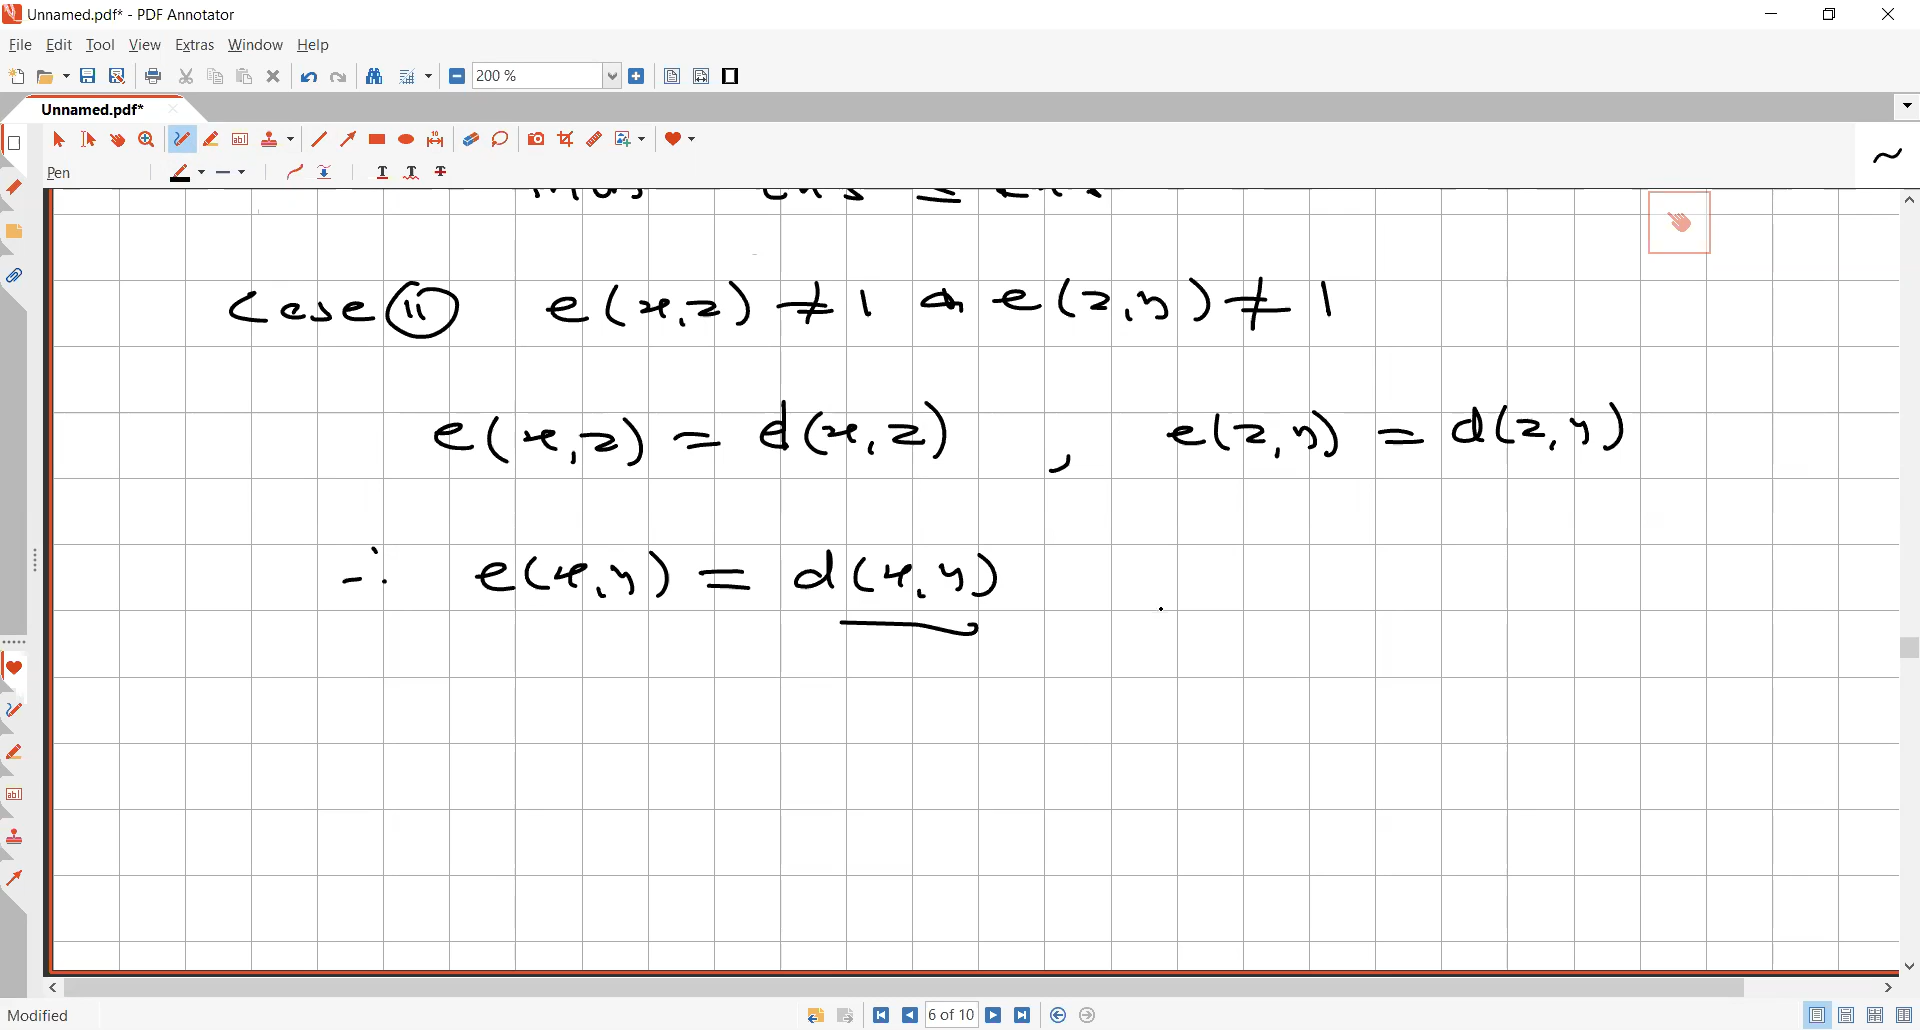 Unnamed.pdf* - PDF Annotator
File Edit Tool View Extras Window Help
200 %
Unnamed.pdf*
Pen
Case (ii) e(x,z) ≠ 1 & e(z,y) ≠ 1
e(x,z) = d(x,z) , e(z,y) = d(z,y)
∴ e(x,y) = d(x,y)
Modified
6 of 10